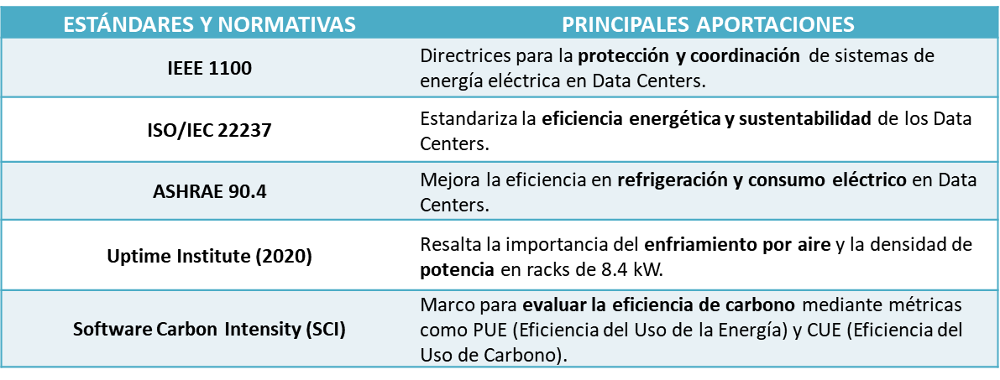 ESTÁNDARES Y NORMATIVAS
PRINCIPALES APORTACIONES
IEEE 1100
Directrices para la protección y coordinación de sistemas de
energía eléctrica en Data Centers.
ISO/IEC 22237
Estandariza la eficiencia energética y sustentabilidad de los Data
Centers.
ASHRAE 90.4
Mejora la eficiencia en refrigeración y consumo eléctrico en Data
Centers.
Uptime Institute (2020)
Resalta la importancia del enfriamiento por aire y la densidad de
potencia en racks de 8.4 kW.
Software Carbon Intensity (SCI)
Marco para evaluar la eficiencia de carbono mediante métricas
como PUE (Eficiencia del Uso de la Energía) y CUE (Eficiencia del
Uso de Carbono).